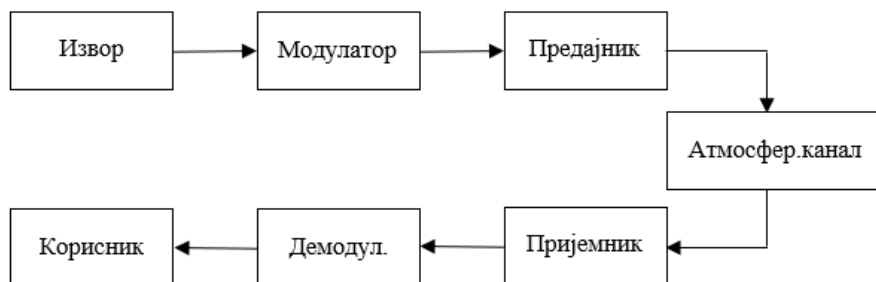 Извор
Модулатор
Предајник
Атмосфер.канал
Пријемник
Демодул.
Корисник